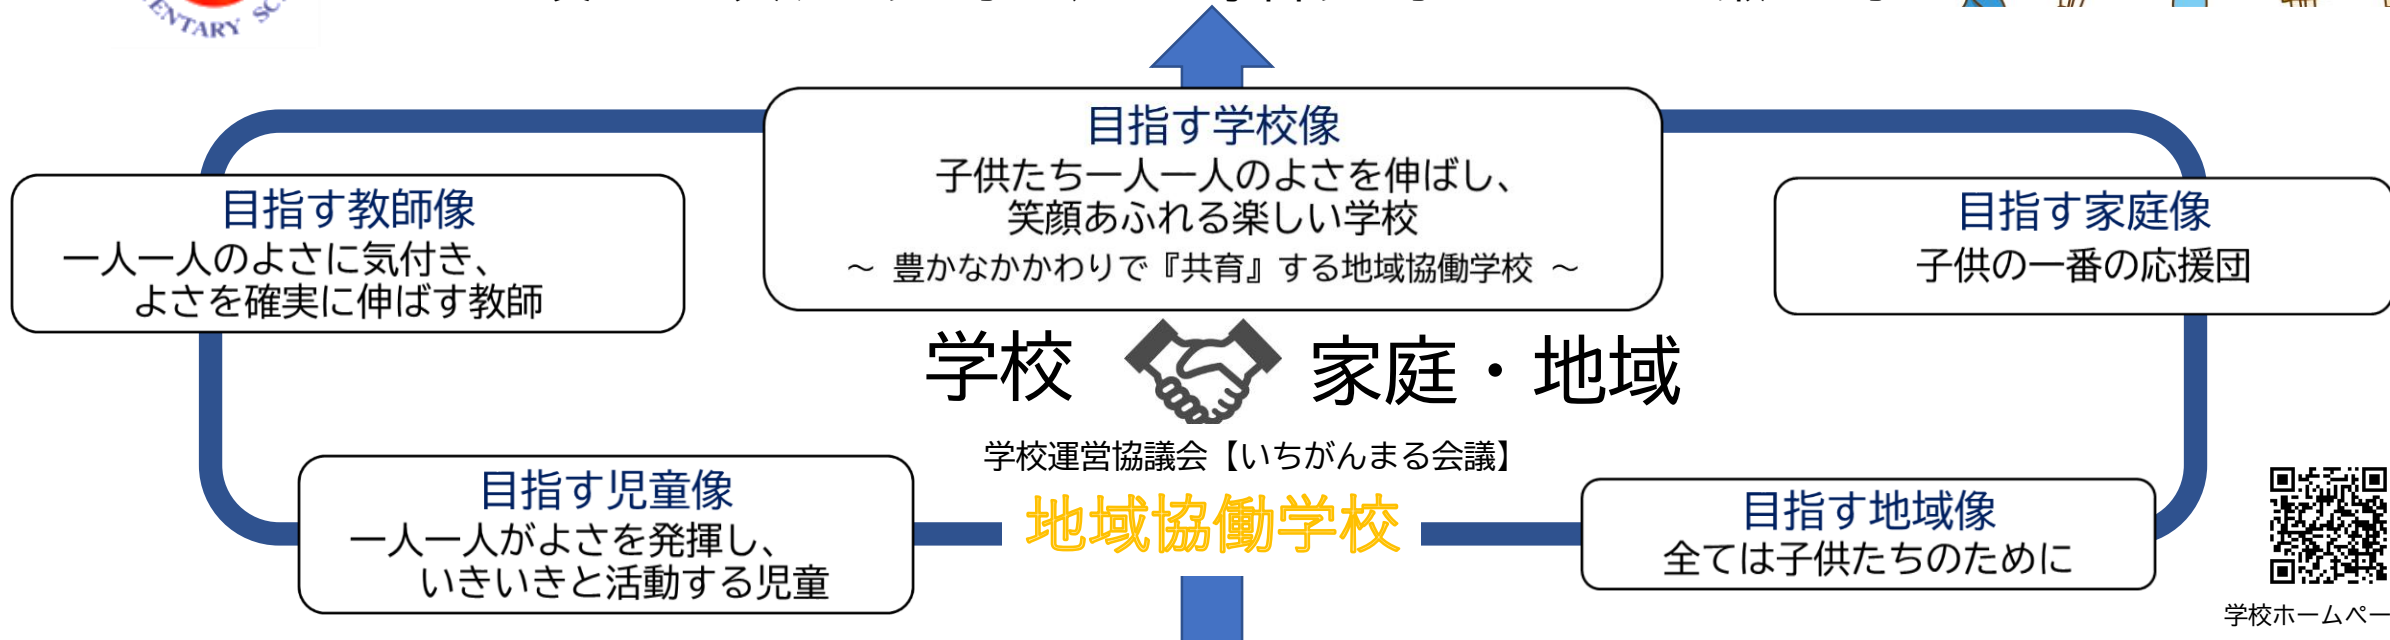 目指す学校像
子供たち一人一人のよさを伸ばし、
笑顔あふれる楽しい学校
～ 豊かなかかわりで『共育』する地域協働学校 ～
目指す教師像
一人一人のよさに気付き、
よさを確実に伸ばす教師
目指す家庭像
子供の一番の応援団
学校 家庭・地域
学校運営協議会【いちがんまる会議】
地域協働学校
目指す児童像
一人一人がよさを発揮し、
いきいきと活動する児童
目指す地域像
全ては子供たちのために
学校ホームペー